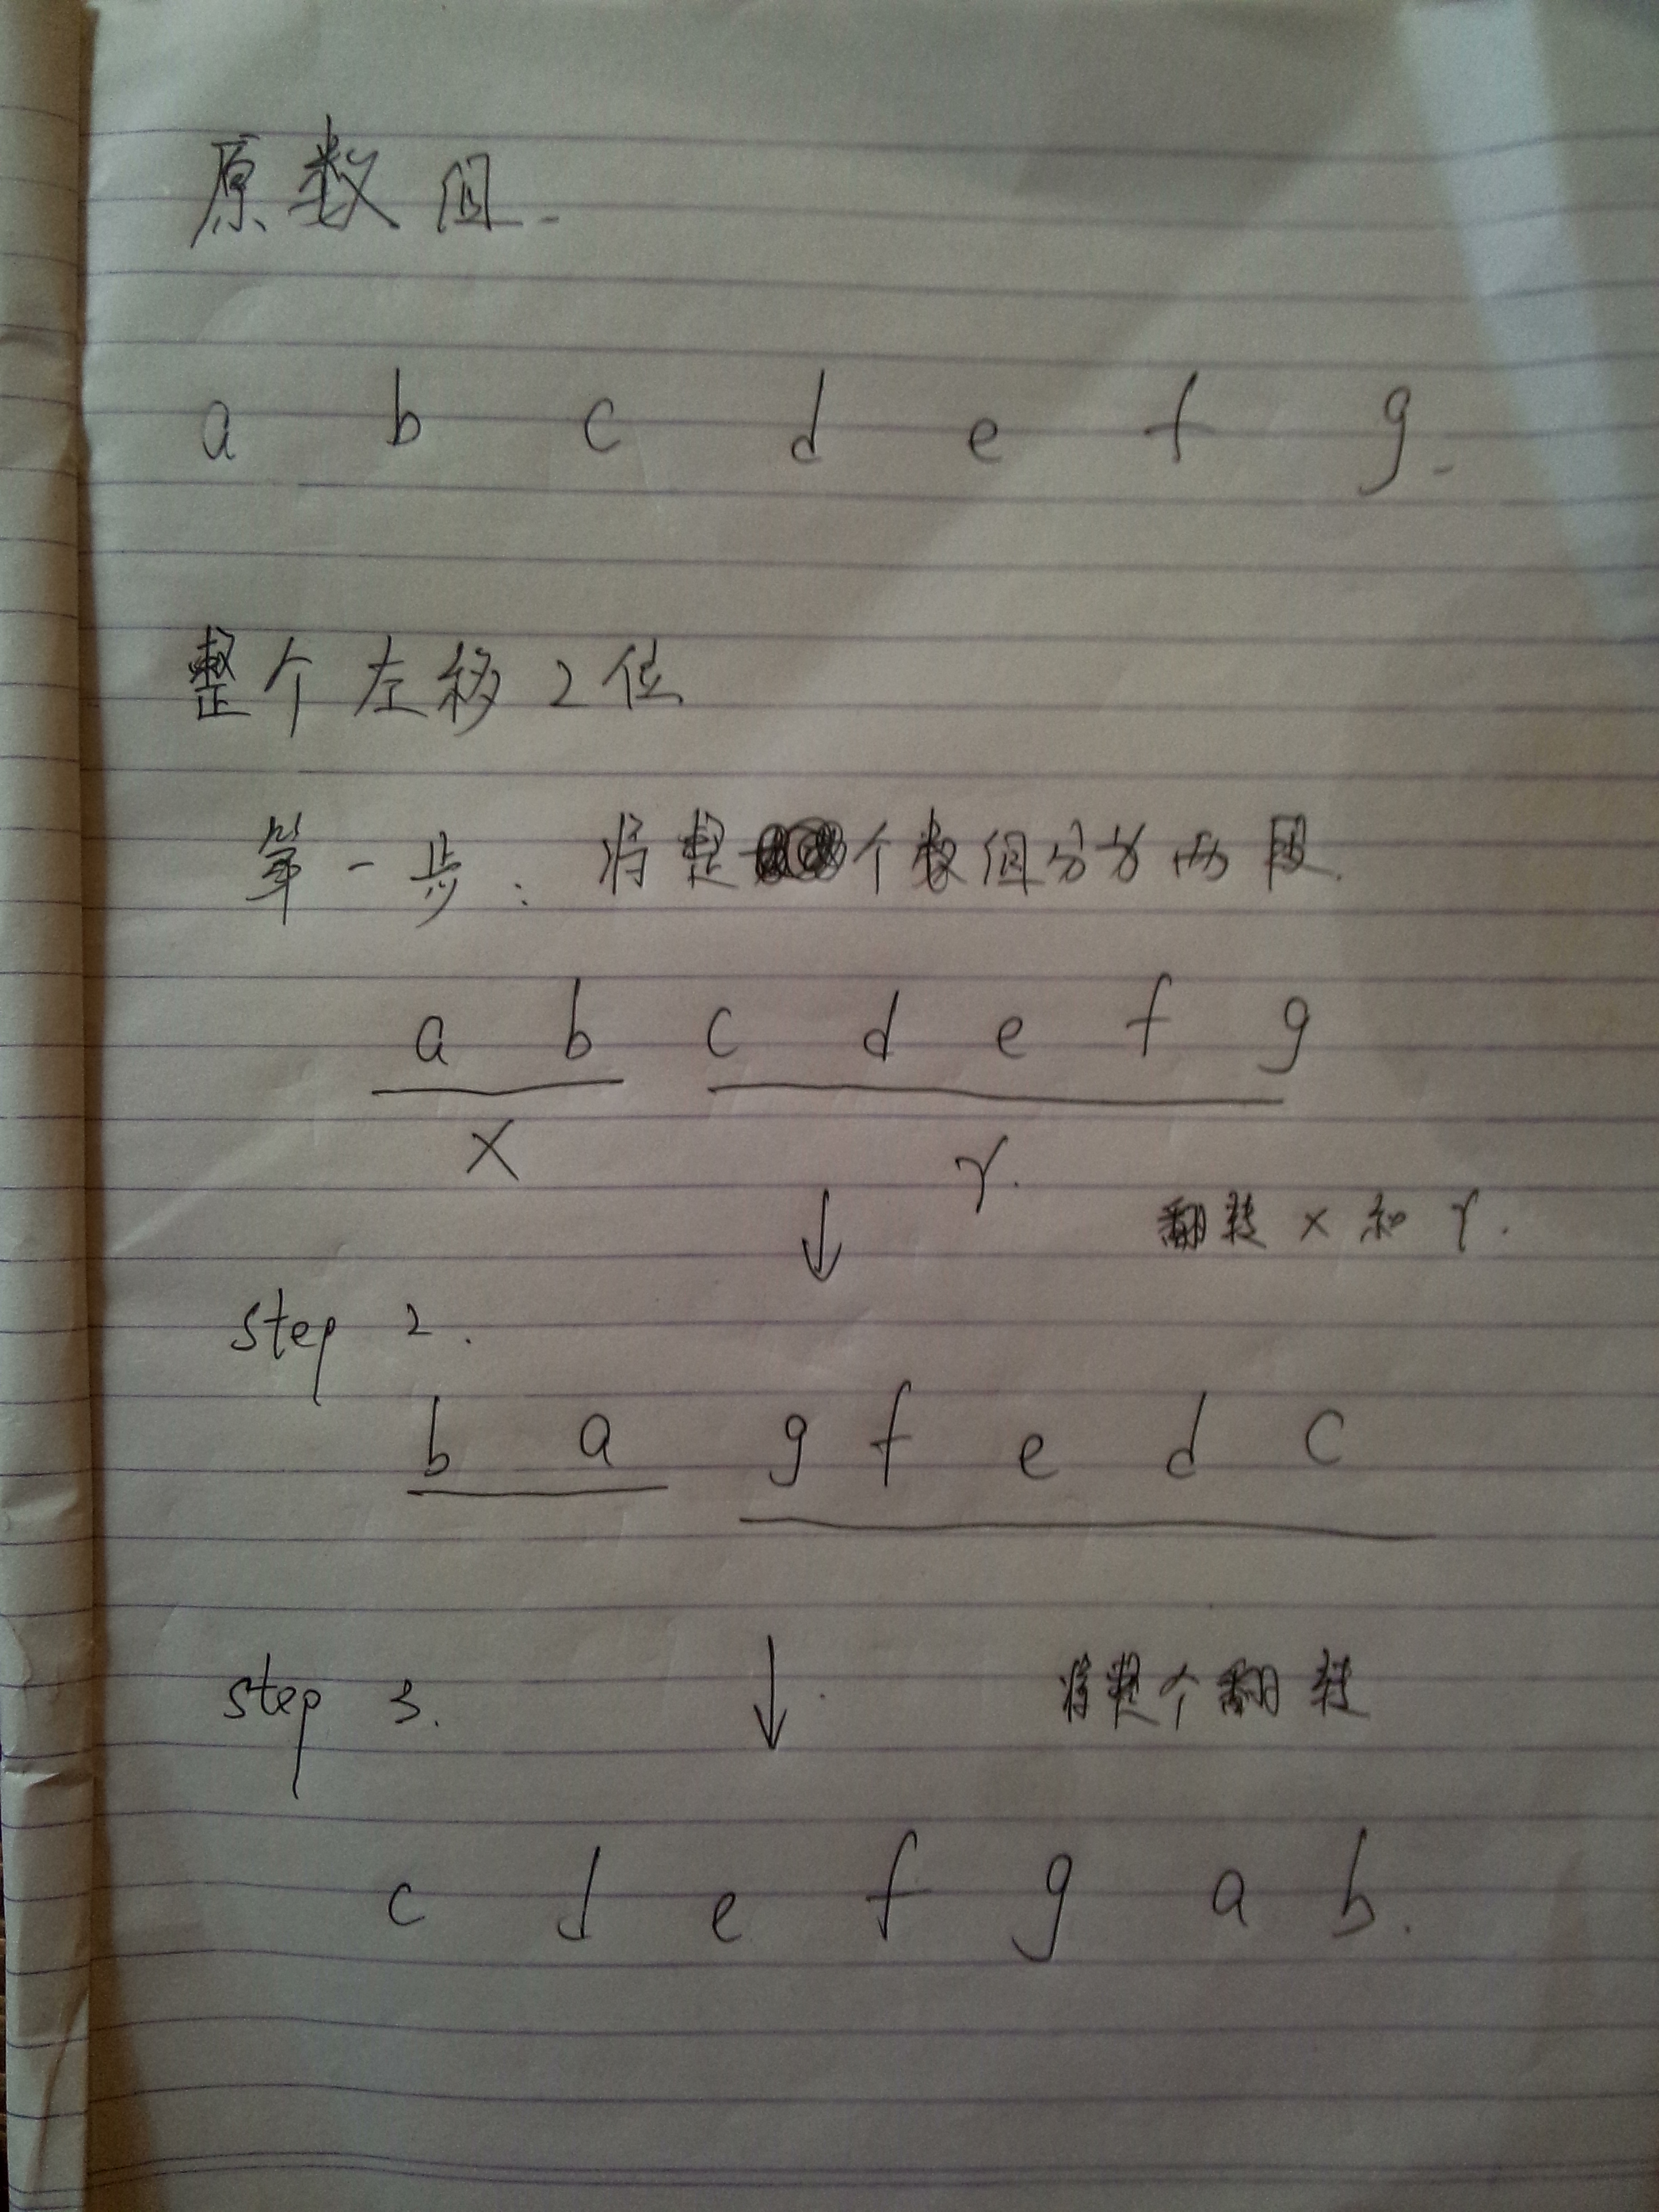 原数组.
a b c d e f g.
整个左移2位
第一步: 将整个数组分为两段.
a b c d e f g
X Y.
翻转 X 和 Y.
step 2.
b a g f e d c
step 3. 将整个翻转
c d e f g a b.